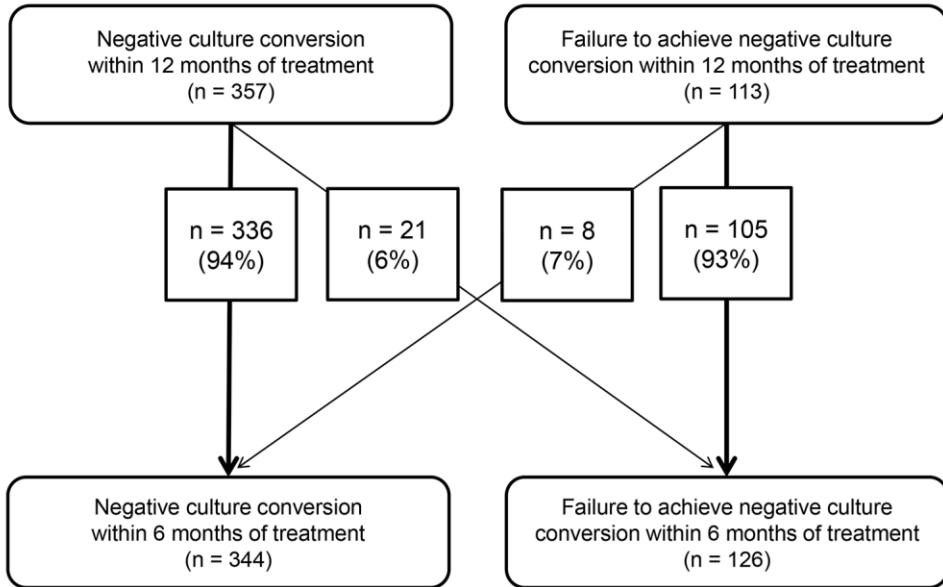 Negative culture conversion
within 12 months of treatment
(n = 357)
Failure to achieve negative culture
conversion within 12 months of treatment
(n = 113)
n = 336
(94%)
n = 21
(6%)
n = 8
(7%)
n = 105
(93%)
Negative culture conversion
within 6 months of treatment
(n = 344)
Failure to achieve negative culture
conversion within 6 months of treatment
(n = 126)